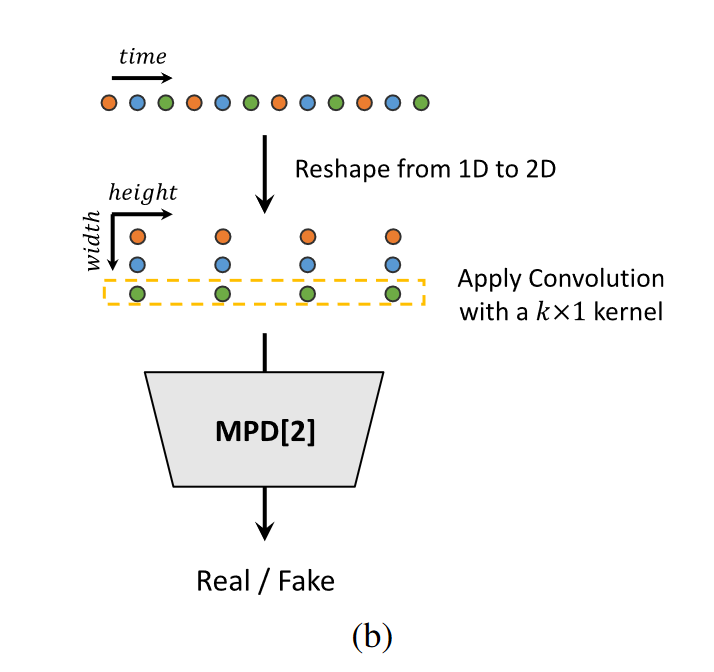 time
Reshape from 1D to 2D
height
width
Apply Convolution
with a k×1 kernel
MPD[2]
Real / Fake
(b)